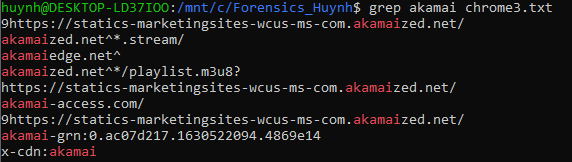 huynh@DESKTOP-LD37IOO:/mnt/c/Forensics_Huynh$ grep akamai chrome3.txt
9https://statics-marketingsites-wcus-ms-com.akamaized.net/
akamaized.net^*.stream/
akamaiedge.net^
akamaized.net^*/playlist.m3u8?
https://statics-marketingsites-wcus-ms-com.akamaized.net/
akamai-access.com/
9https://statics-marketingsites-wcus-ms-com.akamaized.net/
akamai-grn:0.ac07d217.1630522094.4869e14
x-cdn:akamai